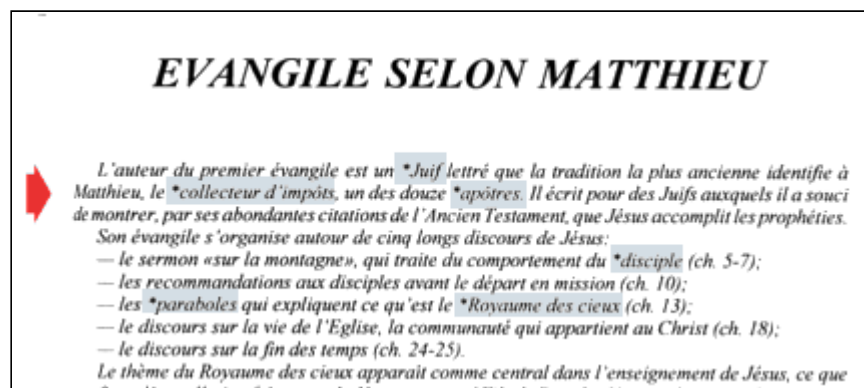 EVANGILE SELON MATTHIEU
L'auteur du premier évangile est un *Juif lettré que la tradition la plus ancienne identifie à
Matthieu, le *collecteur d'impôts, un des douze *apôtres. Il écrit pour des Juifs auxquels il a souci
de montrer, par ses abondantes citations de l'Ancien Testament, que Jésus accomplit les prophéties.
Son évangile s'organise autour de cinq longs discours de Jésus:
— le sermon «sur la montagne», qui traite du comportement du *disciple (ch. 5-7);
— les recommandations aux disciples avant le départ en mission (ch. 10);
— les *paraboles qui expliquent ce qu'est le *Royaume des cieux (ch. 13);
— le discours sur la vie de l'Eglise, la communauté qui appartient au Christ (ch. 18);
— le discours sur la fin des temps (ch. 24-25).
Le thème du Royaume des cieux apparaît comme central dans l'enseignement de Jésus, ce que